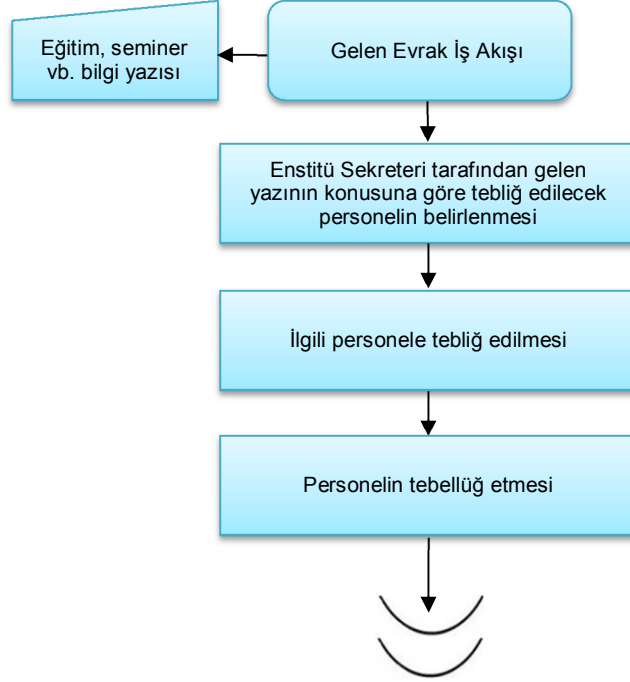 Eğitim, seminer
vb. bilgi yazısı
Gelen Evrak İş Akışı
Enstitü Sekreteri tarafından gelen
yazının konusuna göre tebliğ edilecek
personelin belirlenmesi
İlgili personele tebliğ edilmesi
Personelin tebellüğ etmesi